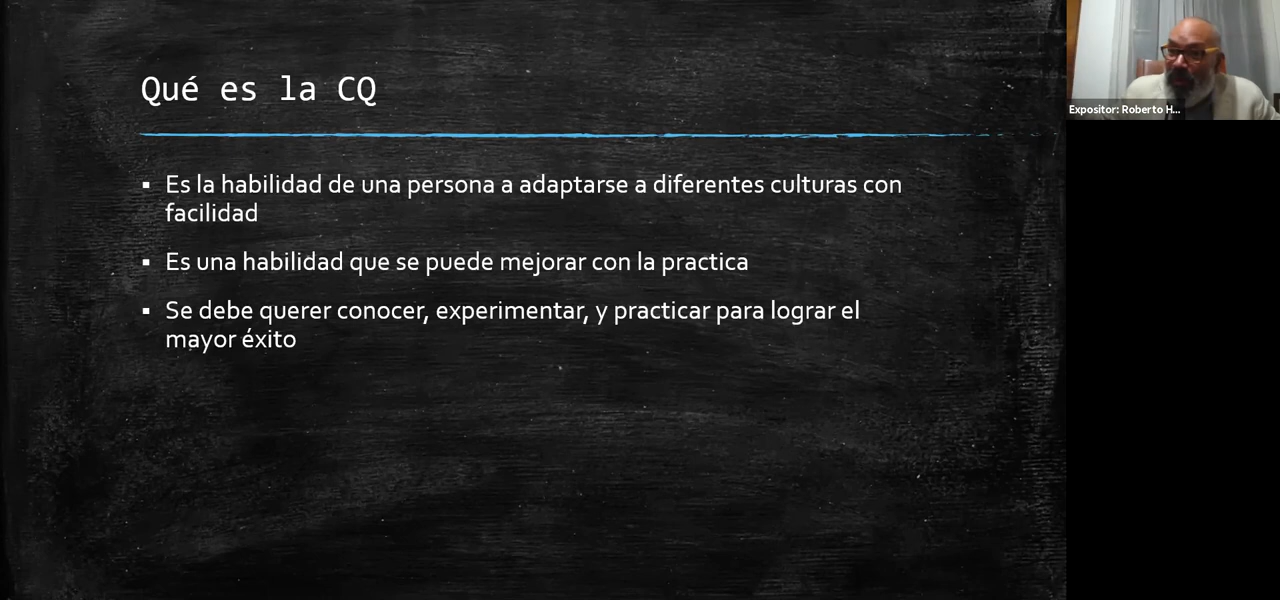 Qué es la CQ
Es la habilidad de una persona a adaptarse a diferentes culturas con
facilidad
Es una habilidad que se puede mejorar con la practica
Se debe querer conocer, experimentar, y practicar para lograr el
mayor éxito
Expositor: Roberto H...